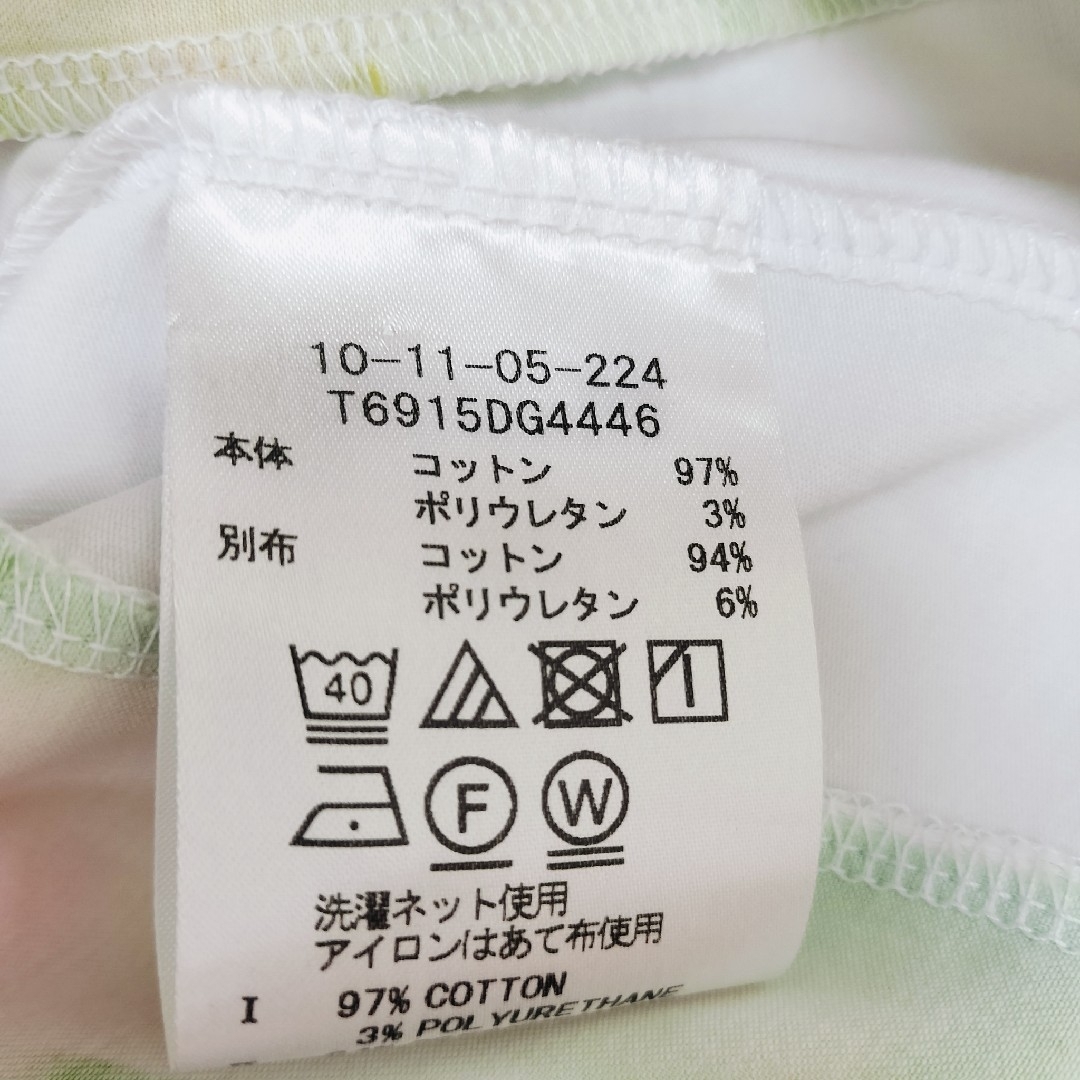 10-11-05-224
T6915DG4446
本体 コットン 97%
ポリウレタン 3%
別布 コットン 94%
ポリウレタン 6%
40
F W
洗濯ネット使用
アイロンはあて布使用
I 97% COTTON
3% POLYURETHANE